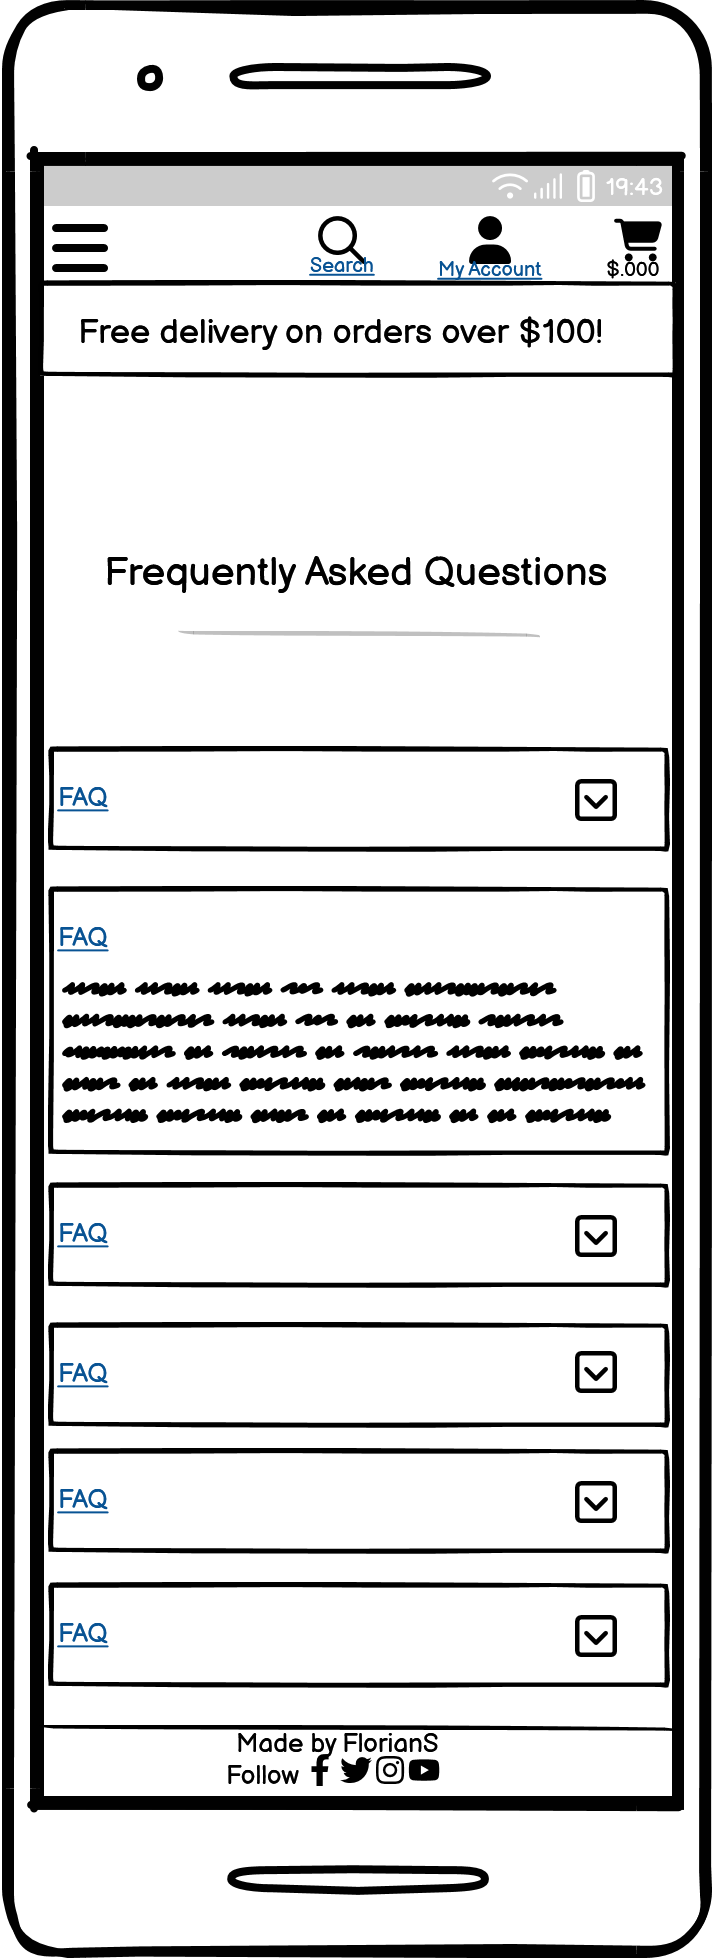 19:43
Search
My Account
$.000
Free delivery on orders over $100!
Frequently Asked Questions
FAQ
FAQ
FAQ
FAQ
FAQ
FAQ
Made by FlorianS
Follow